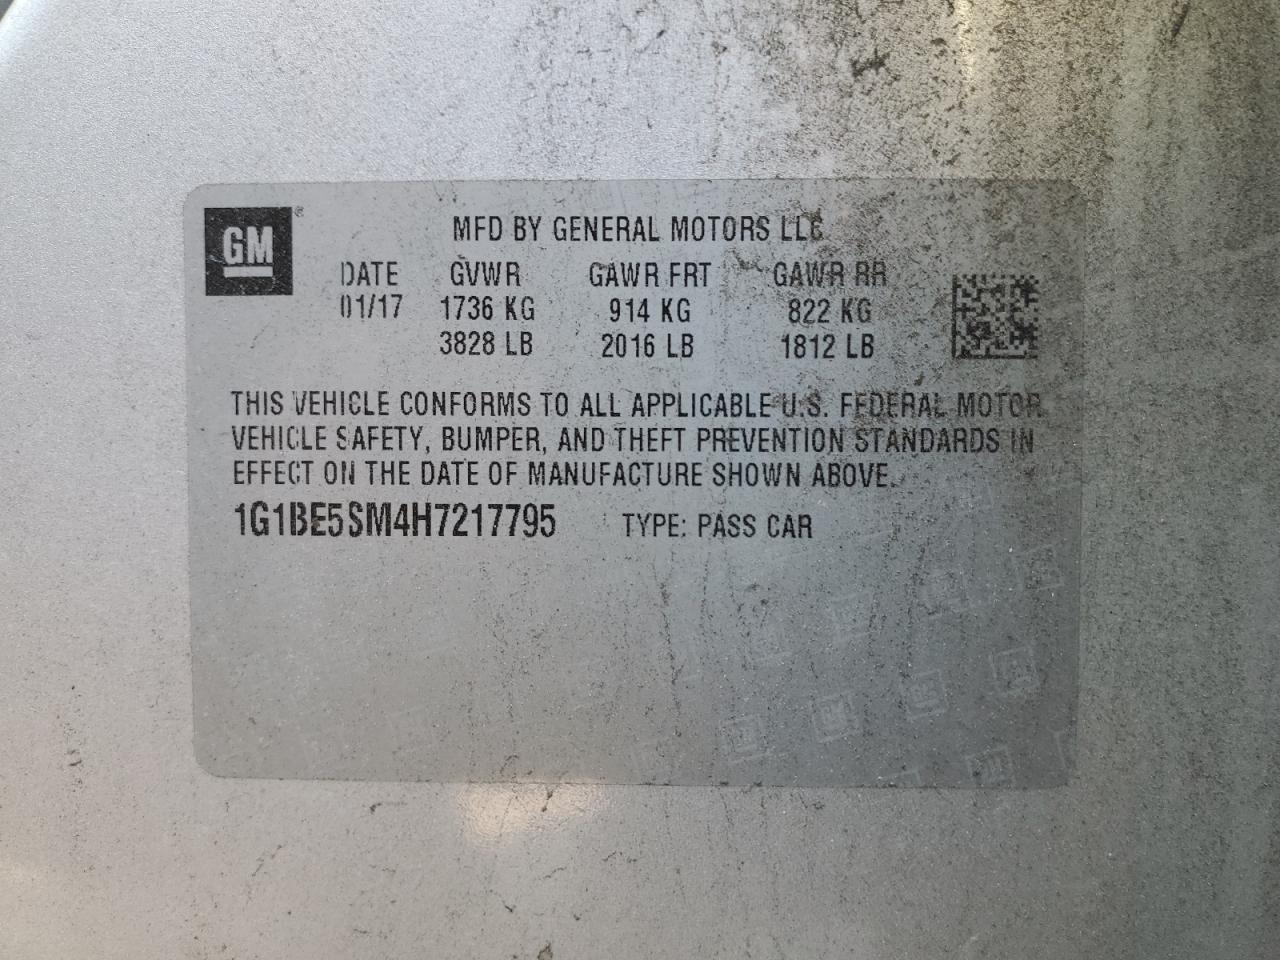 GM
MFD BY GENERAL MOTORS LLC
DATE GVWR GAWR FRT GAWR RR
01/17 1736 KG 914 KG 822 KG
3828 LB 2016 LB 1812 LB
THIS VEHICLE CONFORMS TO ALL APPLICABLE U.S. FEDERAL MOTOR
VEHICLE SAFETY, BUMPER, AND THEFT PREVENTION STANDARDS IN
EFFECT ON THE DATE OF MANUFACTURE SHOWN ABOVE.
1G1BE5SM4H7217795 TYPE: PASS CAR